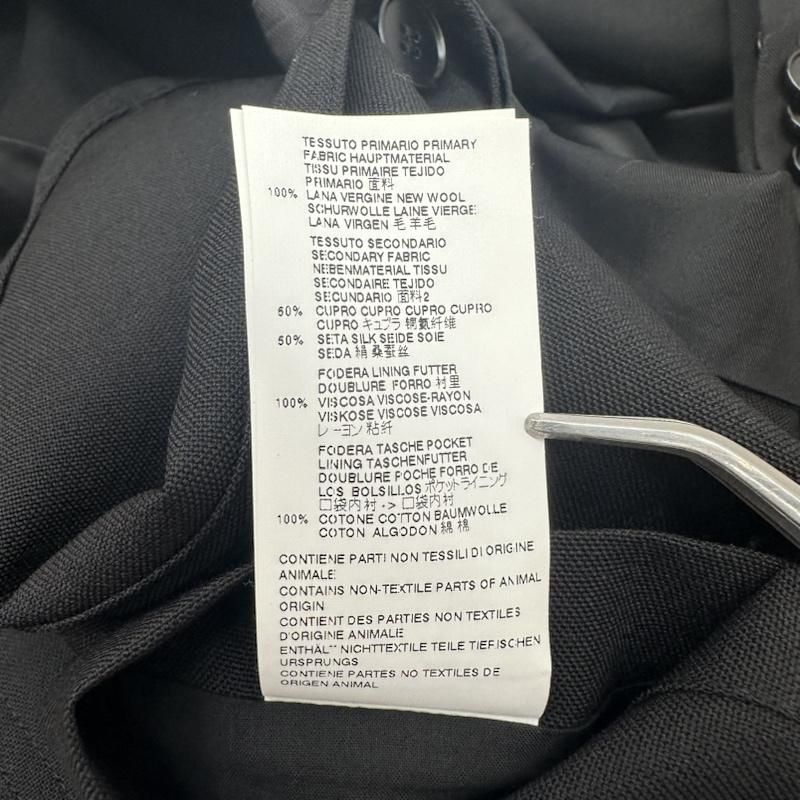 TESSUTO PRIMARIO PRIMARY
FABRIC HAUPTMATERIAL
TISSU PRIMAIRE TEJIDO
PRIMARIO 面料
100% LANA VERGINE NEW WOOL
SCHURWOLLE LAINE VIERGE
LANA VIRGEN 毛 羊毛
TESSUTO SECONDARIO
SECONDARY FABRIC
NEBENMATERIAL TISSU
SECONDAIRE TEJIDO
SECUNDARIO 面料2
50% CUPRO CUPRO CUPRO CUPRO
CUPRO キュプラ 铜氨纤维
50% SETA SILK SEIDE SOIE
SEDA 絹 桑蚕丝
FODERA LINING FUTTER
DOUBLURE FORRO 衬里
100% VISCOSA VISCOSE-RAYON
VISKOSE VISCOSE VISCOSA
レーヨン 粘纤
FODERA TASCHE POCKET
LINING TASCHENFUTTER
DOUBLURE POCHE FORRO DE
LOS BOLSILLOS ポケットライニング
口袋内衬 -> 口袋内衬
100% COTONE COTTON BAUMWOLLE
COTON ALGODON 綿 棉
CONTIENE PARTI NON TESSILI DI ORIGINE
ANIMALE
CONTAINS NON-TEXTILE PARTS OF ANIMAL
ORIGIN
CONTIENT DES PARTIES NON TEXTILES
D'ORIGINE ANIMALE
ENTHÄLT NICHTTEXTILE TEILE TIERISCHEN
URSPRUNGS
CONTIENE PARTES NO TEXTILES DE
ORIGEN ANIMAL